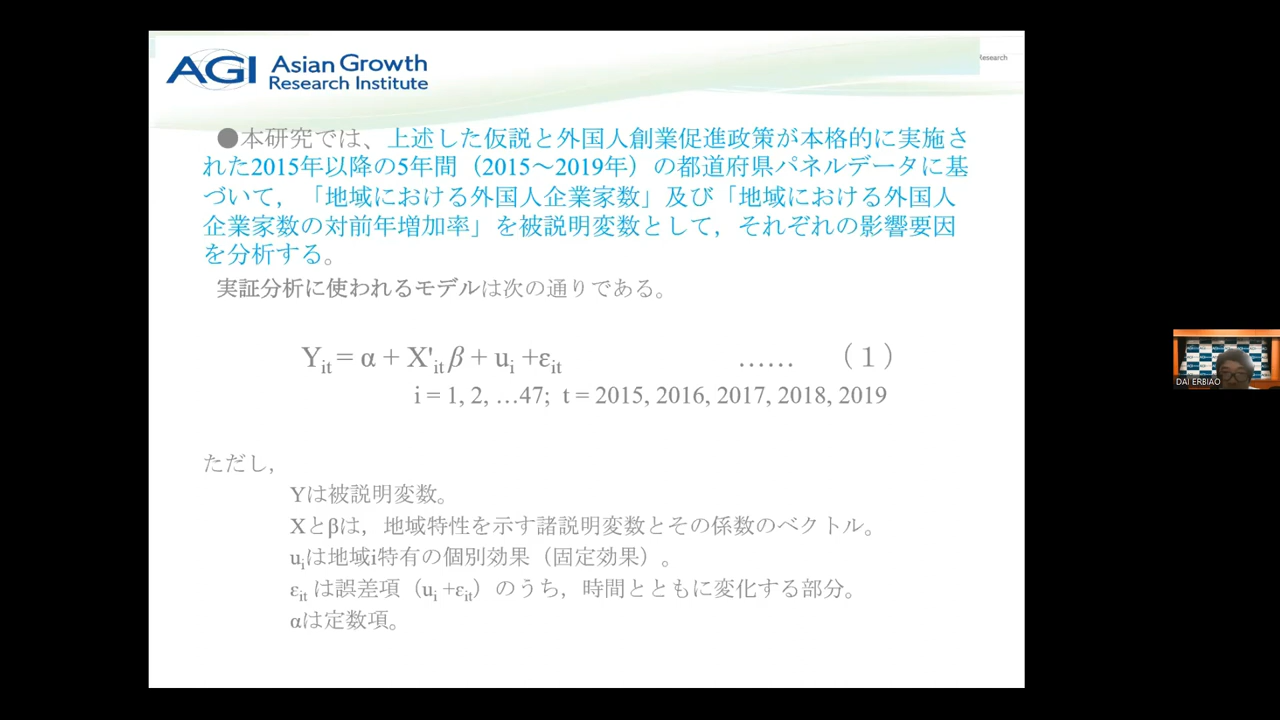 AGI Asian Growth
Research Institute
Research
●本研究では、上述した仮説と外国人創業促進政策が本格的に実施さ
れた2015年以降の5年間（2015～2019年）の都道府県パネルデータに基
づいて，「地域における外国人企業家数」及び「地域における外国人
企業家数の対前年増加率」を被説明変数として，それぞれの影響要因
を分析する。
実証分析に使われるモデルは次の通りである。
Yit = α + X'itβ + ui +εit …… （1）
i = 1, 2, …47; t = 2015, 2016, 2017, 2018, 2019
ただし，
Yは被説明変数。
Xとβは，地域特性を示す諸説明変数とその係数のベクトル。
uiは地域i特有の個別効果（固定効果）。
εit は誤差項（ui +εit）のうち，時間とともに変化する部分。
αは定数項。
DAI ERBIAO